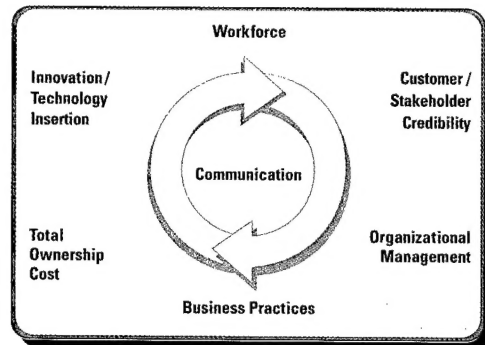 Workforce
Innovation/
Technology
Insertion
Customer/
Stakeholder
Credibility
Communication
Total
Ownership
Cost
Organizational
Management
Business Practices